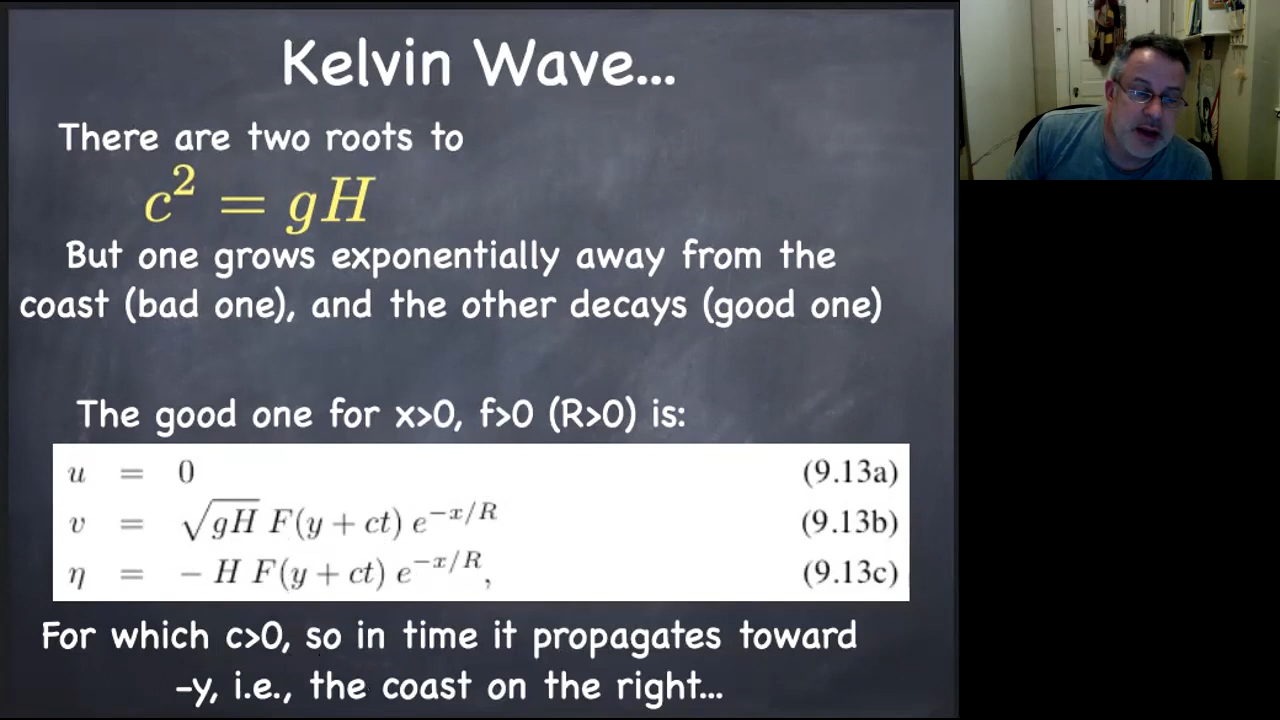 Kelvin Wave...
There are two roots to
c² = gH
But one grows exponentially away from the
coast (bad one), and the other decays (good one)
The good one for x>0, f>0 (R>0) is:
u = 0 (9.13a)
v = √gH F(y + ct) e^{−x/R} (9.13b)
η = − H F(y + ct) e^{−x/R}, (9.13c)
For which c>0, so in time it propagates toward
-y, i.e., the coast on the right...